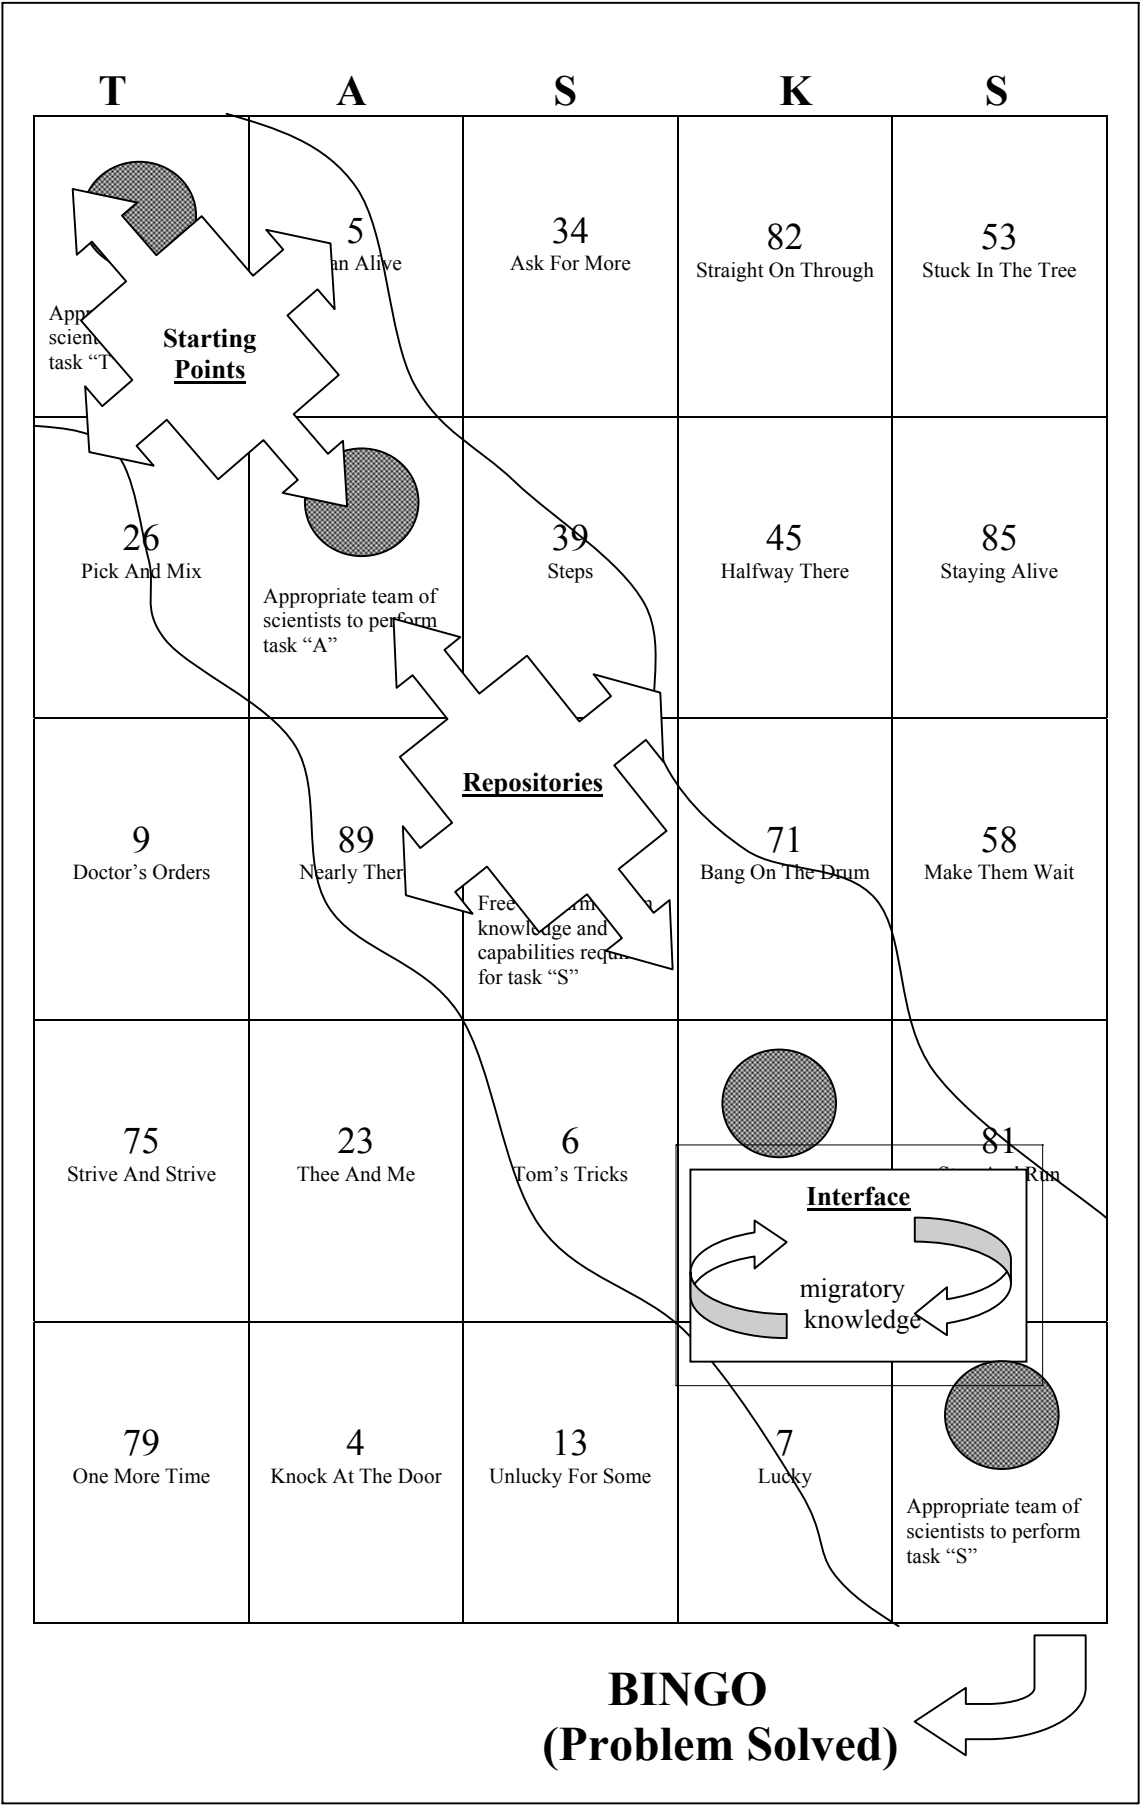 T A S K S
5
Alive
34
Ask For More
82
Straight On Through
53
Stuck In The Tree
task “T
Starting
Points
26
Pick And Mix
Appropriate team of
scientists to perform
task “A”
39
Steps
45
Halfway There
85
Staying Alive
Repositories
9
Doctor’s Orders
89
Nearly
Free
knowledge and
capabilities
for task “S”
71
Bang On The Drum
58
Make Them Wait
75
Strive And Strive
23
Thee And Me
6
Tom’s Tricks
81
Run
Interface
migratory
knowledge
79
One More Time
4
Knock At The Door
13
Unlucky For Some
7
Lucky
Appropriate team of
scientists to perform
task “S”
BINGO
(Problem Solved)